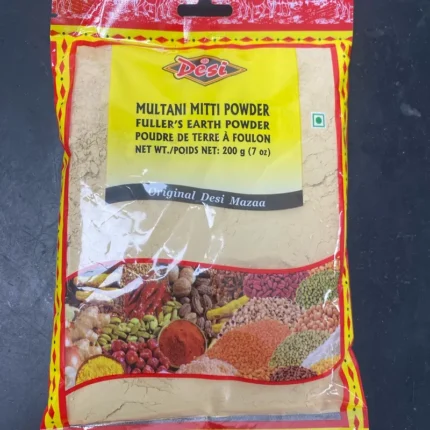 Desi
MULTANI MITTI POWDER
FULLER'S EARTH POWDER
POUDRE DE TERRE À FOULON
NET WT./POIDS NET: 200 g (7 oz)
Original Desi Mazaa